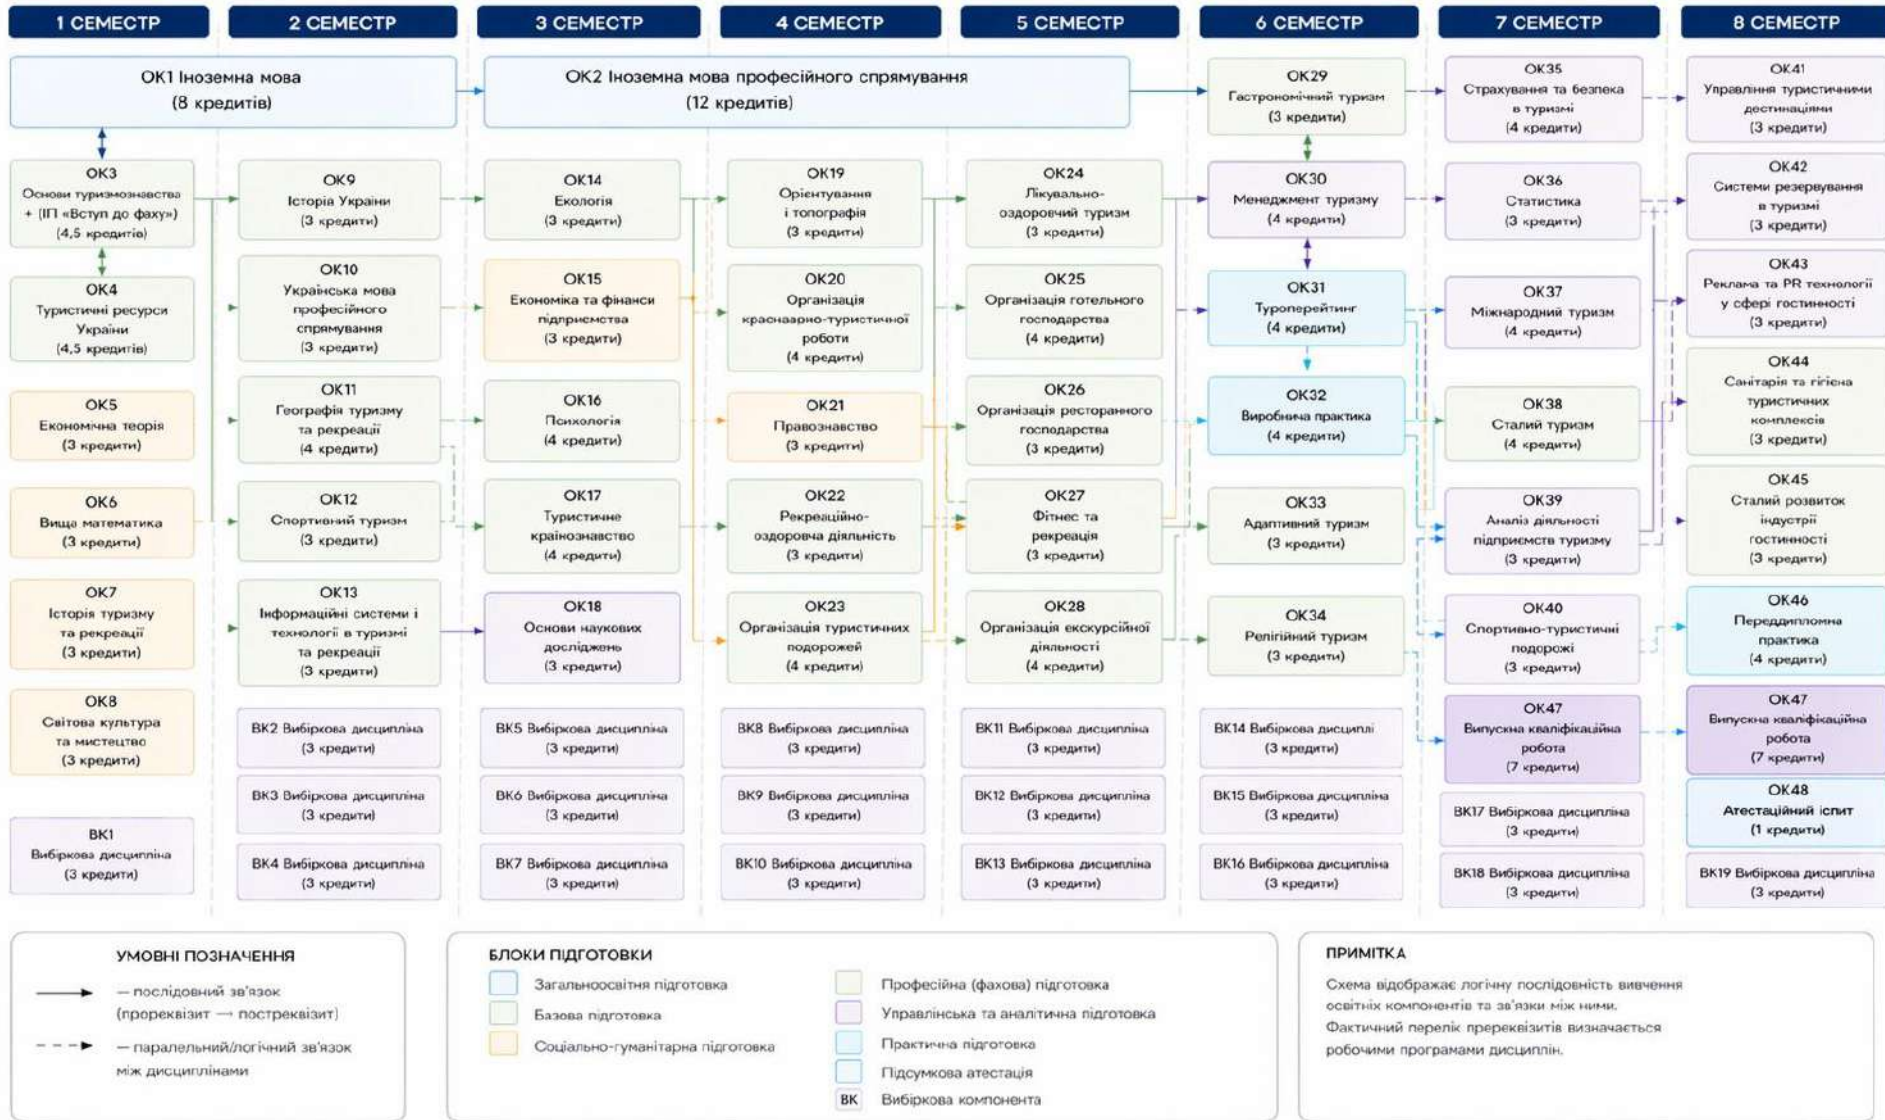 1 СЕМЕСТР
2 СЕМЕСТР
3 СЕМЕСТР
4 СЕМЕСТР
5 СЕМЕСТР
6 СЕМЕСТР
7 СЕМЕСТР
8 СЕМЕСТР
ОК1 Іноземна мова
(8 кредитів)
ОК2 Іноземна мова професійного спрямування
(12 кредитів)
ОК3
Основи туризмознавства
+ (ІП «Вступ до фаху»)
(4,5 кредитів)
ОК4
Туристичні ресурси
України
(4,5 кредитів)
ОК5
Економічна теорія
(3 кредити)
ОК6
Вища математика
(3 кредити)
ОК7
Історія туризму
та рекреації
(3 кредити)
ОК8
Світова культура
та мистецтво
(3 кредити)
ВК1
Вибіркова дисципліна
(3 кредити)
ОК9
Історія України
(3 кредити)
ОК10
Українська мова
професійного
спрямування
(3 кредити)
ОК11
Географія туризму
та рекреації
(4 кредити)
ОК12
Спортивний туризм
(3 кредити)
ОК13
Інформаційні системи і
технології в туризмі
та рекреації
(3 кредити)
ВК2 Вибіркова дисципліна
(3 кредити)
ВК3 Вибіркова дисципліна
(3 кредити)
ВК4 Вибіркова дисципліна
(3 кредити)
ОК14
Екологія
(3 кредити)
ОК15
Економіка та фінанси
підприємства
(3 кредити)
ОК16
Психологія
(4 кредити)
ОК17
Туристичне
країнознавство
(4 кредити)
ОК18
Основи наукових
досліджень
(3 кредити)
ВК5 Вибіркова дисципліна
(3 кредити)
ВК6 Вибіркова дисципліна
(3 кредити)
ВК7 Вибіркова дисципліна
(3 кредити)
ОК19
Орієнтування
і топографія
(3 кредити)
ОК20
Організація
краснаарно-туристичної
роботи
(4 кредити)
ОК21
Правознавство
(3 кредити)
ОК22
Рекреаційно-
оздоровча діяльність
(3 кредити)
ОК23
Організація туристичних
подорожей
(4 кредити)
ВК8 Вибіркова дисципліна
(3 кредити)
ВК9 Вибіркова дисципліна
(3 кредити)
ВК10 Вибіркова дисципліна
(3 кредити)
ОК24
Лікувально-
оздоровчий туризм
(3 кредити)
ОК25
Організація готельного
господарства
(4 кредити)
ОК26
Організація ресторанного
господарства
(3 кредити)
ОК27
Фітнес та
рекреація
(3 кредити)
ОК28
Організація екскурсійної
діяльності
(4 кредити)
ВК11 Вибіркова дисципліна
(3 кредити)
ВК12 Вибіркова дисципліна
(3 кредити)
ВК13 Вибіркова дисципліна
(3 кредити)
ОК29
Гастрономічний туризм
(3 кредити)
ОК30
Менеджмент туризму
(4 кредити)
ОК31
Туроперейтинг
(4 кредити)
ОК32
Виробнича практика
(4 кредити)
ОК33
Адаптивний туризм
(3 кредити)
ОК34
Релігійний туризм
(3 кредити)
ВК14 Вибіркова дисциплі
(3 кредити)
ВК15 Вибіркова дисципліна
(3 кредити)
ВК16 Вибіркова дисципліна
(3 кредити)
ОК35
Страхування та безпека
в туризмі
(4 кредити)
ОК36
Статистика
(3 кредити)
ОК37
Міжнародний туризм
(4 кредити)
ОК38
Сталий туризм
(4 кредити)
ОК39
Аналіз діяльності
підприємств туризму
(3 кредити)
ОК40
Спортивно-туристичні
подорожі
(3 кредити)
ОК47
Випускна кваліфікаційна
робота
(7 кредити)
ВК17 Вибіркова дисципліна
(3 кредити)
ВК18 Вибіркова дисципліна
(3 кредити)
ОК41
Управління туристичними
дестинаціями
(3 кредити)
ОК42
Системи резервування
в туризмі
(3 кредити)
ОК43
Реклама та PR технології
у сфері гостинності
(3 кредити)
ОК44
Санітарія та гігієна
туристичних
комплексів
(3 кредити)
ОК45
Сталий розвиток
індустрії
гостинності
(3 кредити)
ОК46
Переддипломна
практика
(4 кредити)
ОК47
Випускна кваліфікаційна
робота
(7 кредити)
ОК48
Атестаційний іспит
(1 кредити)
ВК19 Вибіркова дисципліна
(3 кредити)
УМОВНІ ПОЗНАЧЕННЯ
— послідовний зв'язок
(прореквізит → постреквізит)
— паралельний/логічний зв'язок
між дисциплінами
БЛОКИ ПІДГОТОВКИ
Загальноосвітня підготовка
Базова підготовка
Соціально-гуманітарна підготовка
Професійна (фахова) підготовка
Управлінська та аналітична підготовка
Практична підготовка
Підсумкова атестація
ВК Вибіркова компонента
ПРИМІТКА
Схема відображає логічну послідовність вивчення
освітніх компонентів та зв'язки між ними.
Фактичний перелік пререквізитів визначається
робочими програмами дисциплін.